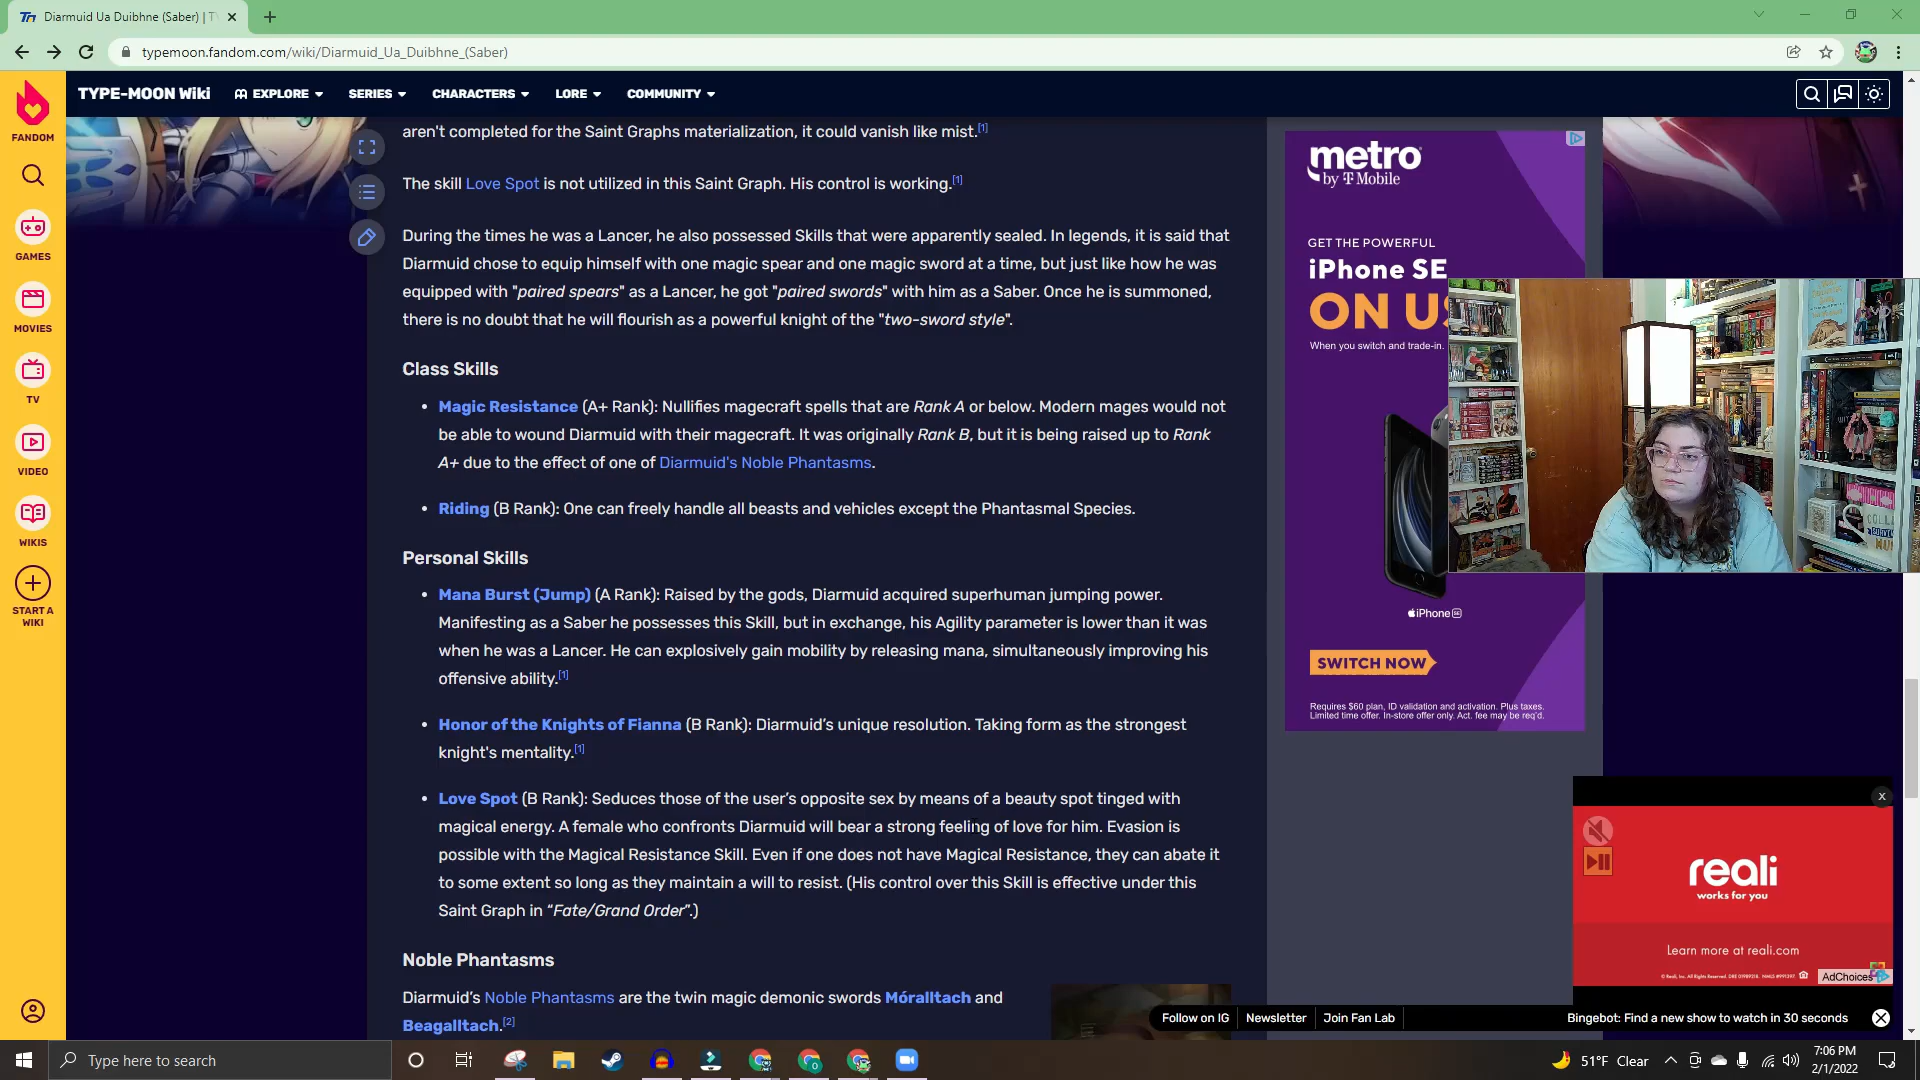 Diarmuid Ua Duibhne (Saber) | T
typemoon.fandom.com/wiki/Diarmuid_Ua_Duibhne_(Saber)
FANDOM
TYPE-MOON Wiki
EXPLORE
SERIES
CHARACTERS
LORE
COMMUNITY
GAMES
MOVIES
TV
VIDEO
WIKIS
START A
WIKI
aren't completed for the Saint Graphs materialization, it could vanish like mist.[1]
The skill Love Spot is not utilized in this Saint Graph. His control is working.[1]
During the times he was a Lancer, he also possessed Skills that were apparently sealed. In legends, it is said that
Diarmuid chose to equip himself with one magic spear and one magic sword at a time, but just like how he was
equipped with "paired spears" as a Lancer, he got "paired swords" with him as a Saber. Once he is summoned,
there is no doubt that he will flourish as a powerful knight of the "two-sword style".
Class Skills
• Magic Resistance (A+ Rank): Nullifies magecraft spells that are Rank A or below. Modern mages would not
be able to wound Diarmuid with their magecraft. It was originally Rank B, but it is being raised up to Rank
A+ due to the effect of one of Diarmuid's Noble Phantasms.
• Riding (B Rank): One can freely handle all beasts and vehicles except the Phantasmal Species.
Personal Skills
• Mana Burst (Jump) (A Rank): Raised by the gods, Diarmuid acquired superhuman jumping power.
Manifesting as a Saber he possesses this Skill, but in exchange, his Agility parameter is lower than it was
when he was a Lancer. He can explosively gain mobility by releasing mana, simultaneously improving his
offensive ability.[1]
• Honor of the Knights of Fianna (B Rank): Diarmuid's unique resolution. Taking form as the strongest
knight's mentality.[1]
• Love Spot (B Rank): Seduces those of the user's opposite sex by means of a beauty spot tinged with
magical energy. A female who confronts Diarmuid will bear a strong feeling of love for him. Evasion is
possible with the Magical Resistance Skill. Even if one does not have Magical Resistance, they can abate it
to some extent so long as they maintain a will to resist. (His control over this Skill is effective under this
Saint Graph in “Fate/Grand Order”.)
Noble Phantasms
Diarmuid's Noble Phantasms are the twin magic demonic swords Móralltach and
Beagalltach.[2]
metro
by T Mobile
GET THE POWERFUL
iPhone SE
ON US
When you switch and trade-in.
iPhone SE
SWITCH NOW
Requires $60 plan, ID validation and activation. Plus taxes.
Limited time offer. In-store offer only. Act. fee may be req'd.
x
reali
works for you
Learn more at reali.com
AdChoices
Follow on IG
Newsletter
Join Fan Lab
Bingebot: Find a new show to watch in 30 seconds
Type here to search
51°F Clear
7:06 PM
2/1/2022